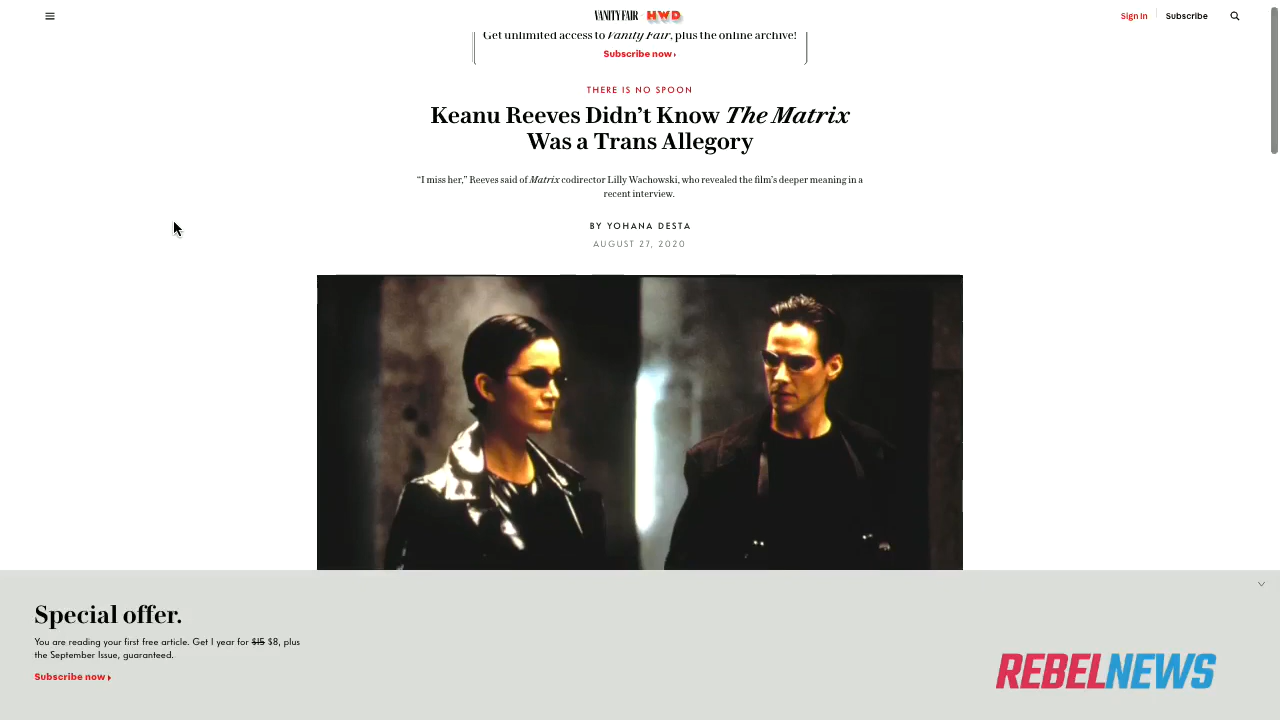 VANITY FAIR HWD
Sign In
Subscribe
Get unlimited access to Vanity Fair, plus the online archive!
Subscribe now
THERE IS NO SPOON
Keanu Reeves Didn’t Know The Matrix
Was a Trans Allegory
“I miss her,” Reeves said of Matrix codirector Lilly Wachowski, who revealed the film’s deeper meaning in a
recent interview.
BY YOHANA DESTA
AUGUST 27, 2020
Special offer.
You are reading your first free article. Get 1 year for $15 $8, plus
the September Issue, guaranteed.
Subscribe now
REBELNEWS